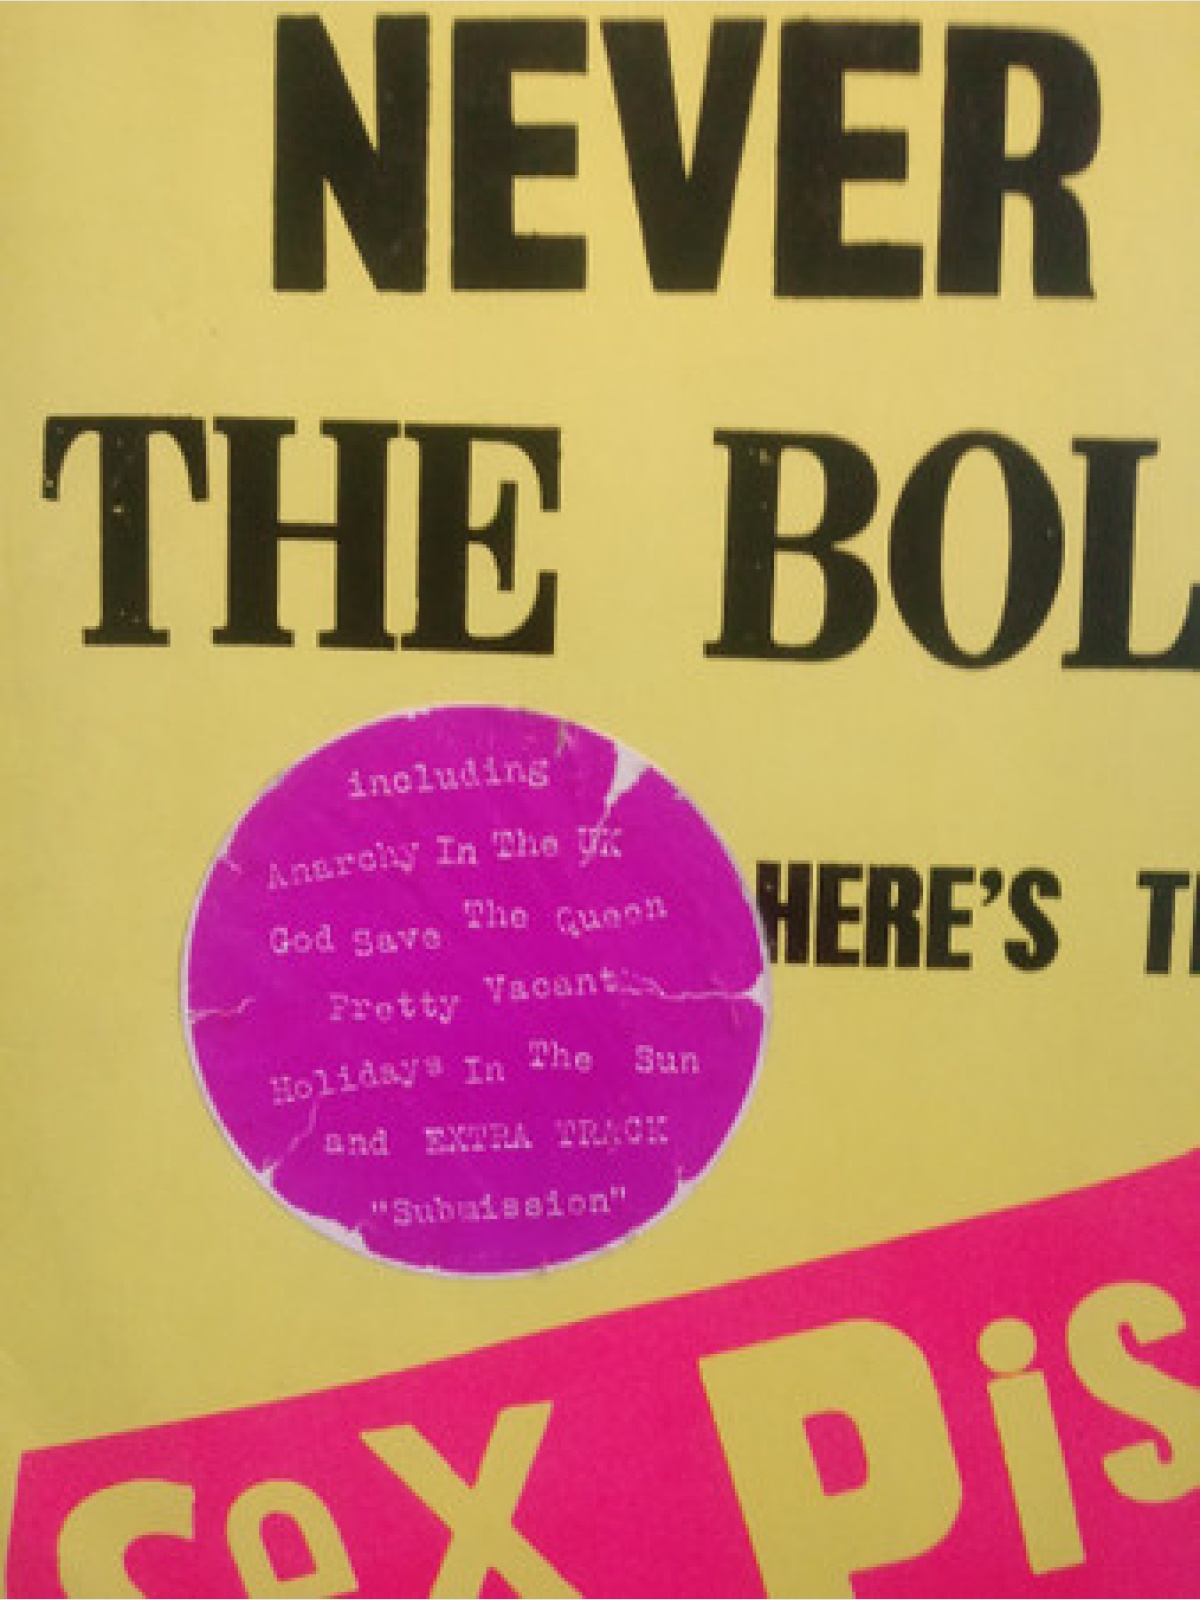 NEVER
THE BOL
including
Anarchy In The UK
God Save The Queen
Pretty Vacant
Holidays In The Sun
and EXTRA TRACK
"Submission"
HERE'S TH
Sex Pis